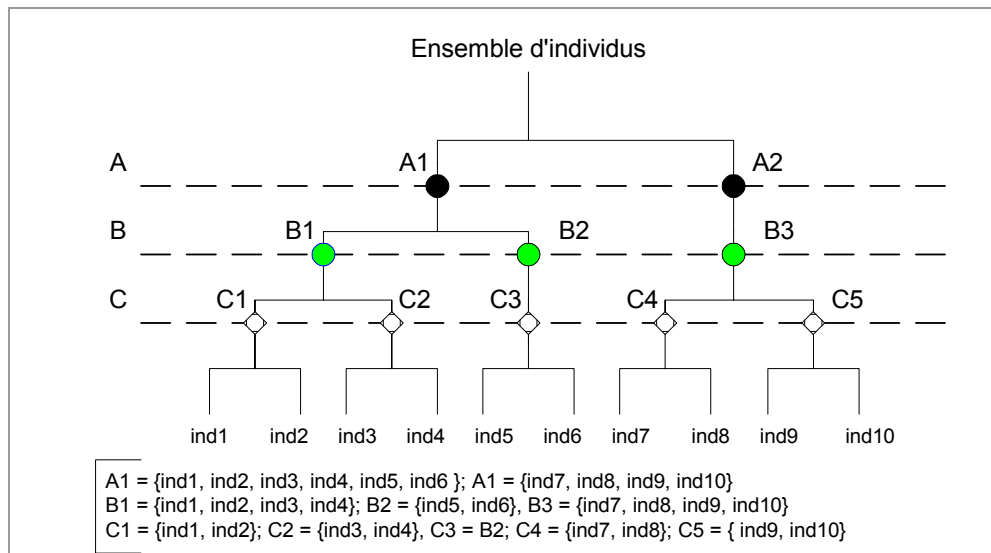 Ensemble d'individus
A A1 A2
B B1 B2 B3
C C1 C2 C3 C4 C5
ind1 ind2 ind3 ind4 ind5 ind6 ind7 ind8 ind9 ind10
A1 = {ind1, ind2, ind3, ind4, ind5, ind6 }; A1 = {ind7, ind8, ind9, ind10}
B1 = {ind1, ind2, ind3, ind4}; B2 = {ind5, ind6}, B3 = {ind7, ind8, ind9, ind10}
C1 = {ind1, ind2}; C2 = {ind3, ind4}, C3 = B2; C4 = {ind7, ind8}; C5 = { ind9, ind10}